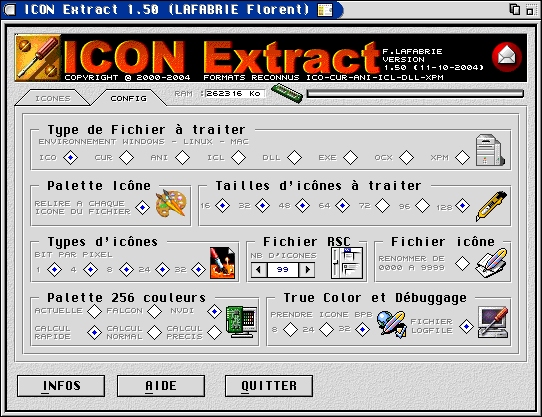 ICON Extract 1.50 (LAFABRIE Florent)
ICON Extract
F.LAFABRIE
VERSION
1.50 (11-10-2004)
COPYRIGHT @ 2000-2004 FORMATS RECONNUS ICO-CUR-ANI-ICL-DLL-XPM
ICONES CONFIG RAM : 262316 Ko
Type de Fichier à traiter
ENVIRONNEMENT WINDOWS - LINUX - MAC
ICO CUR ANI ICL DLL EXE OCX XPM
Palette Icône Tailles d'icônes à traiter
RELIRE A CHAQUE
ICONE DU FICHIER
16 32 48 64 72 96 128
Types d'icônes Fichier RSC Fichier icône
BIT PAR PIXEL
1 4 8 24 32
NB D'ICONES
99
RENOMMER DE
0000 A 9999
Palette 256 couleurs True Color et Débuggage
ACTUELLE FALCON NVDI
CALCUL RAPIDE CALCUL NORMAL CALCUL PRECIS
PRENDRE ICONE BPB
8 24 32
FICHIER
LOGFILE
INFOS AIDE QUITTER